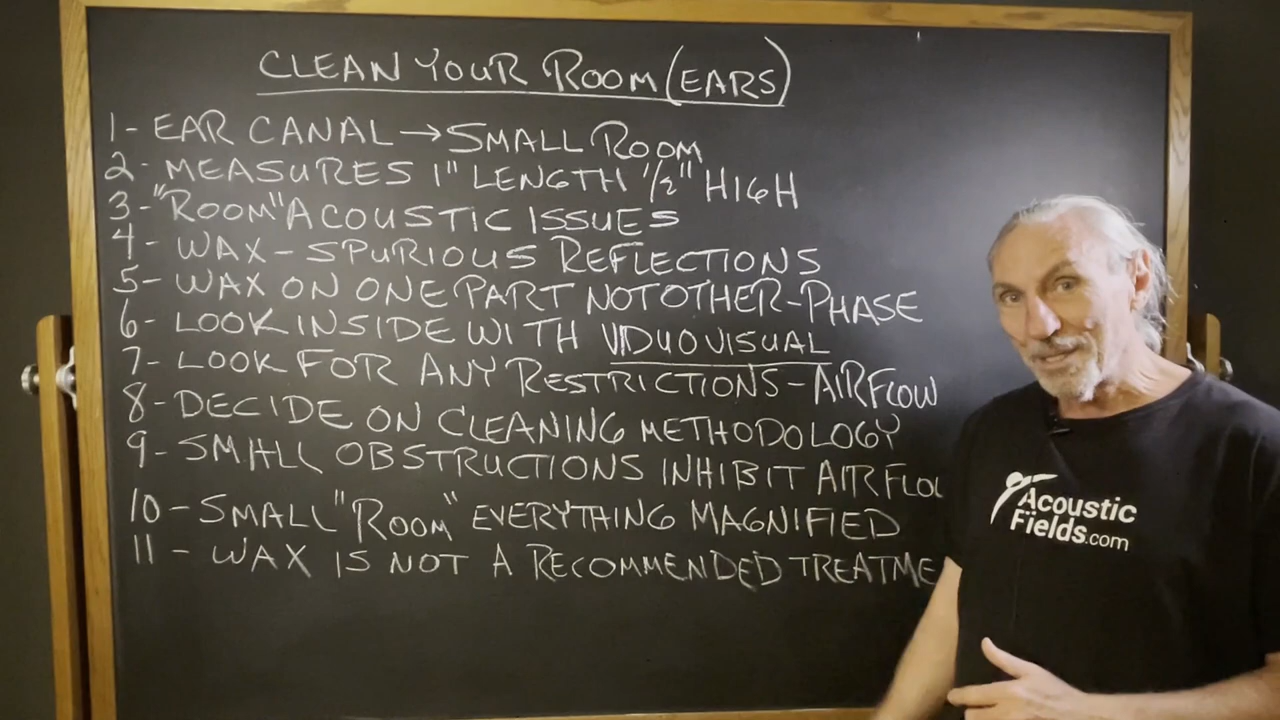 CLEAN YOUR ROOM (EARS)
1- EAR CANAL → SMALL ROOM
2- MEASURES 1" LENGTH 1/2" HIGH
3- "ROOM" ACOUSTIC ISSUES
4- WAX - SPURIOUS REFLECTIONS
5- WAX ON ONE PART NOT OTHER - PHASE
6- LOOK INSIDE WITH VIDUOVISUAL
7- LOOK FOR ANY RESTRICTIONS - AIRFLOW
8- DECIDE ON CLEANING METHODOLOGY
9- SMALL OBSTRUCTIONS INHIBIT AIRFLO
10- SMALL "ROOM" EVERYTHING MAGNIFIED
11- WAX IS NOT A RECOMMENDED TREATME
Acoustic
Fields.com